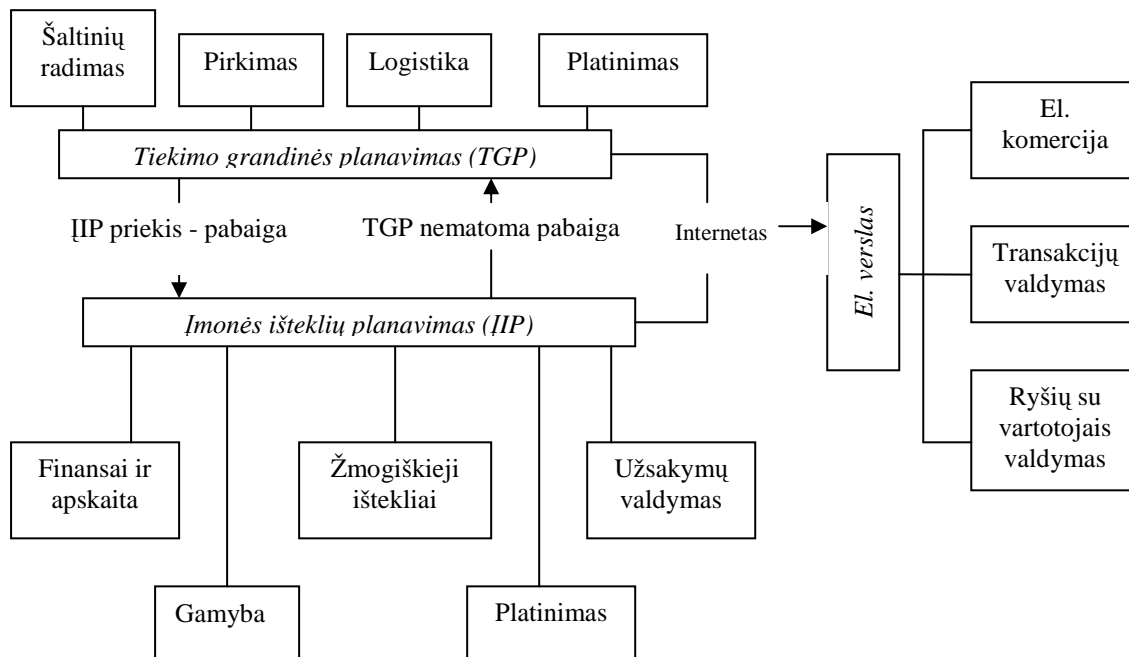 Šaltinių
radimas
Pirkimas
Logistika
Platinimas
Tiekimo grandinės planavimas (TGP)
ĮIP priekis - pabaiga
TGP nematoma pabaiga
Internetas
Įmonės išteklių planavimas (ĮIP)
El. verslas
El.
komercija
Transakcijų
valdymas
Ryšių su
vartotojais
valdymas
Finansai ir
apskaita
Žmogiškieji
ištekliai
Užsakymų
valdymas
Gamyba
Platinimas